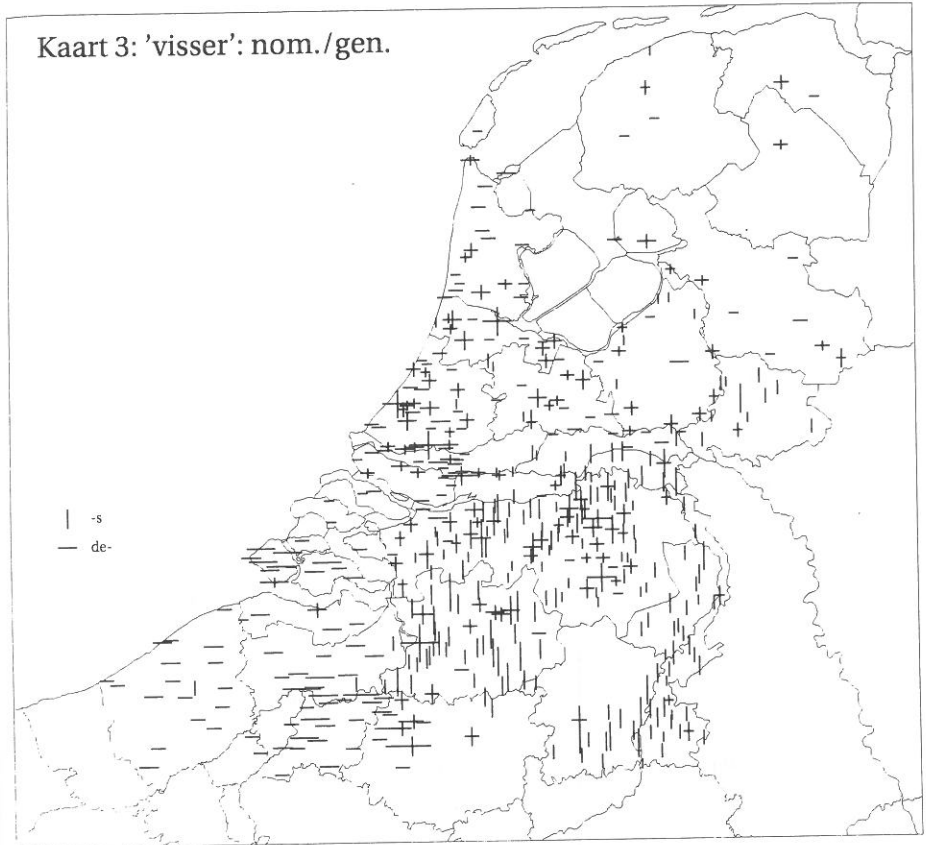 Kaart 3: 'visser': nom./gen.
| -s
— de-